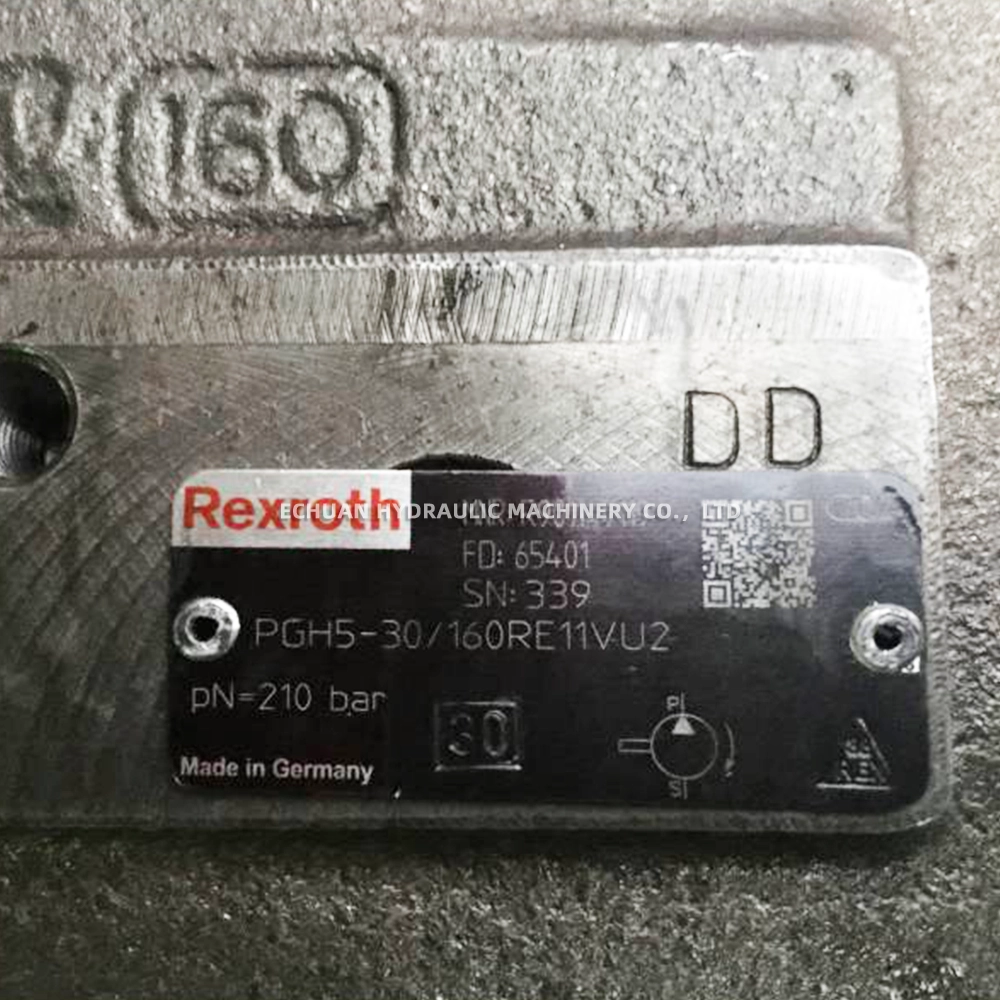 160
DD
Rexroth
ECHUAN HYDRAULIC MACHINERY CO., LTD
FD: 65401
SN: 339
PGH5-30/160RE11VU2
pN=210 bar
30
P
S
Made in Germany